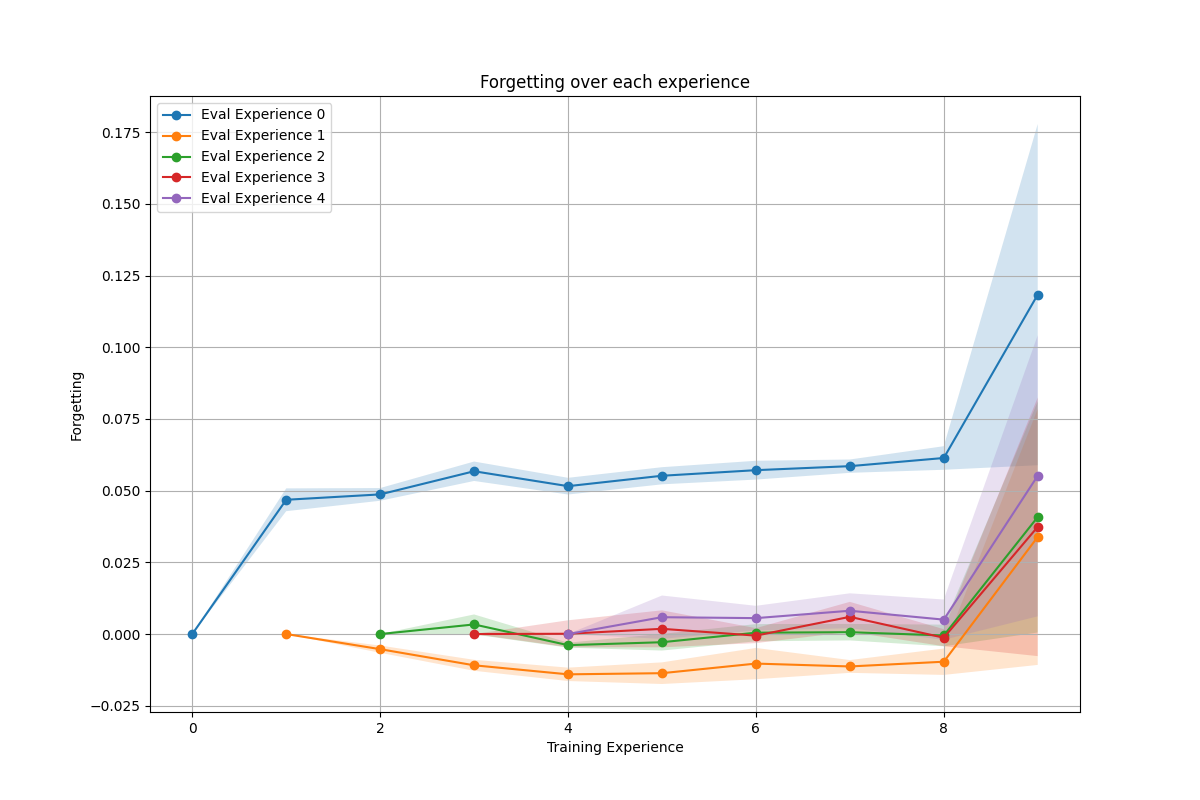 Forgetting over each experience
Eval Experience 0
Eval Experience 1
Eval Experience 2
Eval Experience 3
Eval Experience 4
0.175
0.150
0.125
0.100
0.075
0.050
0.025
0.000
−0.025
Forgetting
0 2 4 6 8
Training Experience